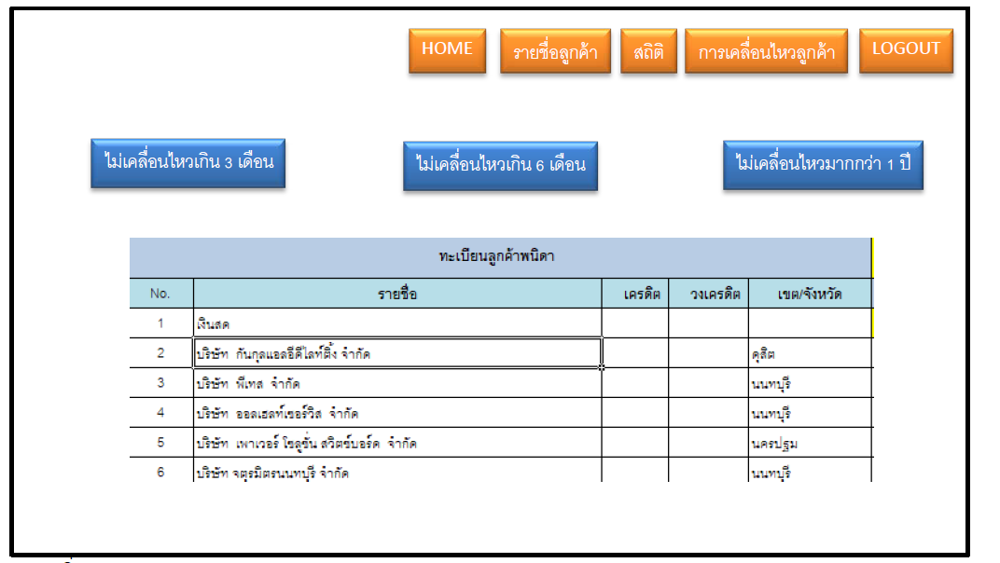 HOME รายชื่อลูกค้า สถิติ การเคลื่อนไหวลูกค้า LOGOUT
ไม่เคลื่อนไหวเกิน 3 เดือน ไม่เคลื่อนไหวเกิน 6 เดือน ไม่เคลื่อนไหวมากกว่า 1 ปี
ทะเบียนลูกค้าพนิดา
No. รายชื่อ เครดิต วงเครดิต เขต/จังหวัด
1 เงินสด
2 บริษัท กันกุลแอลอีดีไลท์ติ้ง จำกัด ดุสิต
3 บริษัท พีเทส จำกัด นนทบุรี
4 บริษัท ออลเฮลท์เซอร์วิส จำกัด นนทบุรี
5 บริษัท เพาเวอร์ โซลูชั่น สวิตช์บอร์ด จำกัด นครปฐม
6 บริษัท จตุรมิตรนนทบุรี จำกัด นนทบุรี